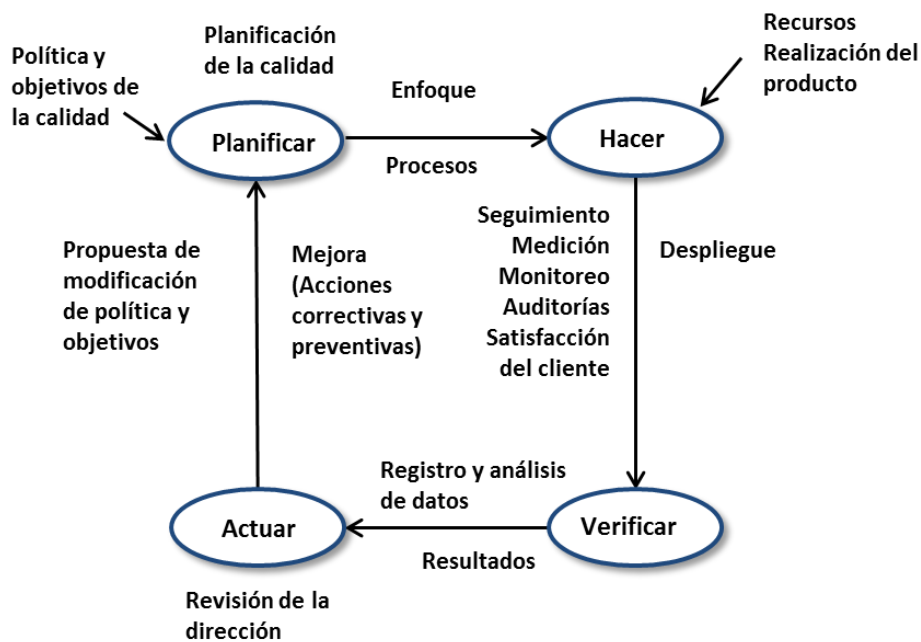 Política y
objetivos de
la calidad
Planificación
de la calidad
Planificar
Enfoque
Procesos
Recursos
Realización del
producto
Hacer
Seguimiento
Medición
Monitoreo
Auditorías
Satisfacción
del cliente
Despliegue
Verificar
Registro y análisis
de datos
Resultados
Actuar
Revisión de la
dirección
Propuesta de
modificación
de política y
objetivos
Mejora
(Acciones
correctivas y
preventivas)